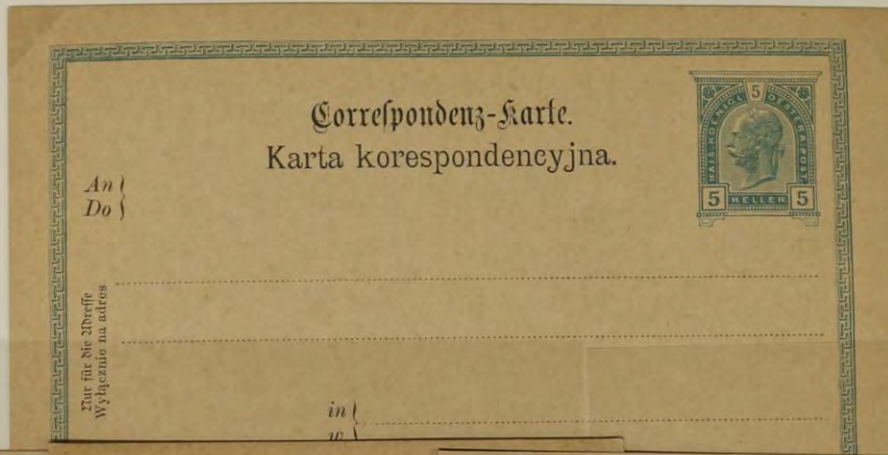 Correspondenz-Karte.
Karta korespondencyjna.
5
KAIS. KOENIGL. OESTERR. POST
5 HELLER 5
An
Do
Nur für die Adresse
Wyłącznie na adres
in
w